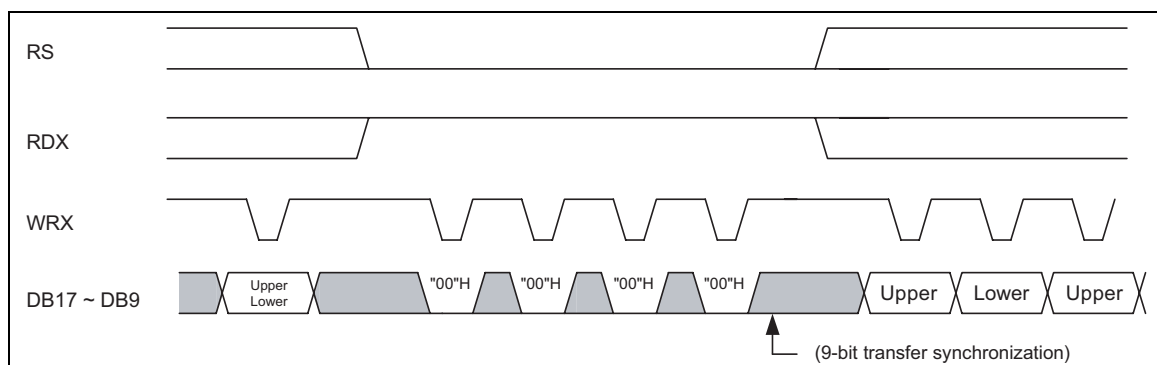 RS
RDX
WRX
DB17 ~ DB9
Upper
Lower
"00"H
"00"H
"00"H
"00"H
Upper
Lower
Upper
(9-bit transfer synchronization)